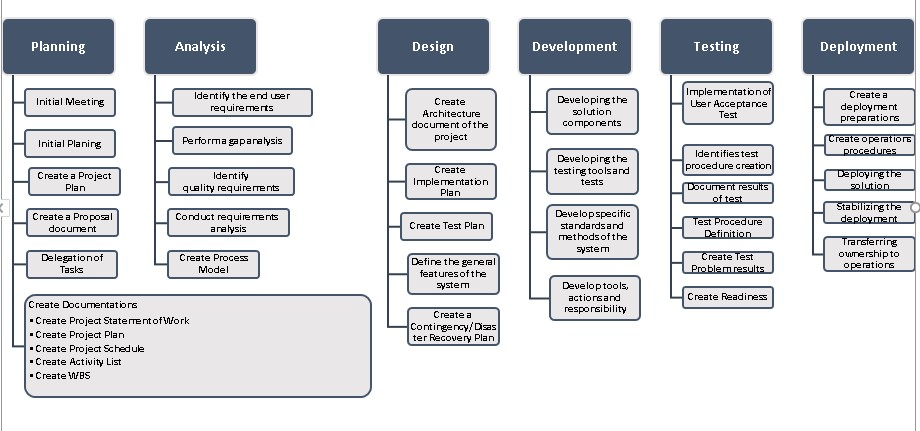 Planning
Initial Meeting
Initial Planing
Create a Project
Plan
Create a Proposal
document
Delegation of
Tasks
Create Documentations
▪ Create Project Statement of Work
▪ Create Project Plan
▪ Create Project Schedule
▪ Create Activity List
▪ Create WBS
Analysis
Identify the end user
requirements
Perform a gap analysis
Identify
quality requirements
Conduct requirements
analysis
Create Process
Model
Design
Create
Architecture
document of the
project
Create
Implementation
Plan
Create Test Plan
Define the general
features of the
system
Create a
Contingency/Disas
ter Recovery Plan
Development
Developing the
solution
components
Developing the
testing tools and
tests
Develop specific
standards and
methods of the
system
Develop tools,
actions and
responsibility
Testing
Implementation of
User Acceptance
Test
Identifies test
procedure creation
Document results
of test
Test Procedure
Definition
Create Test
Problem results
Create Readiness
Deployment
Create a
deployment
preparations
Create operations
procedures
Deploying the
solution
Stabilizing the
deployment
Transferring
ownership to
operations